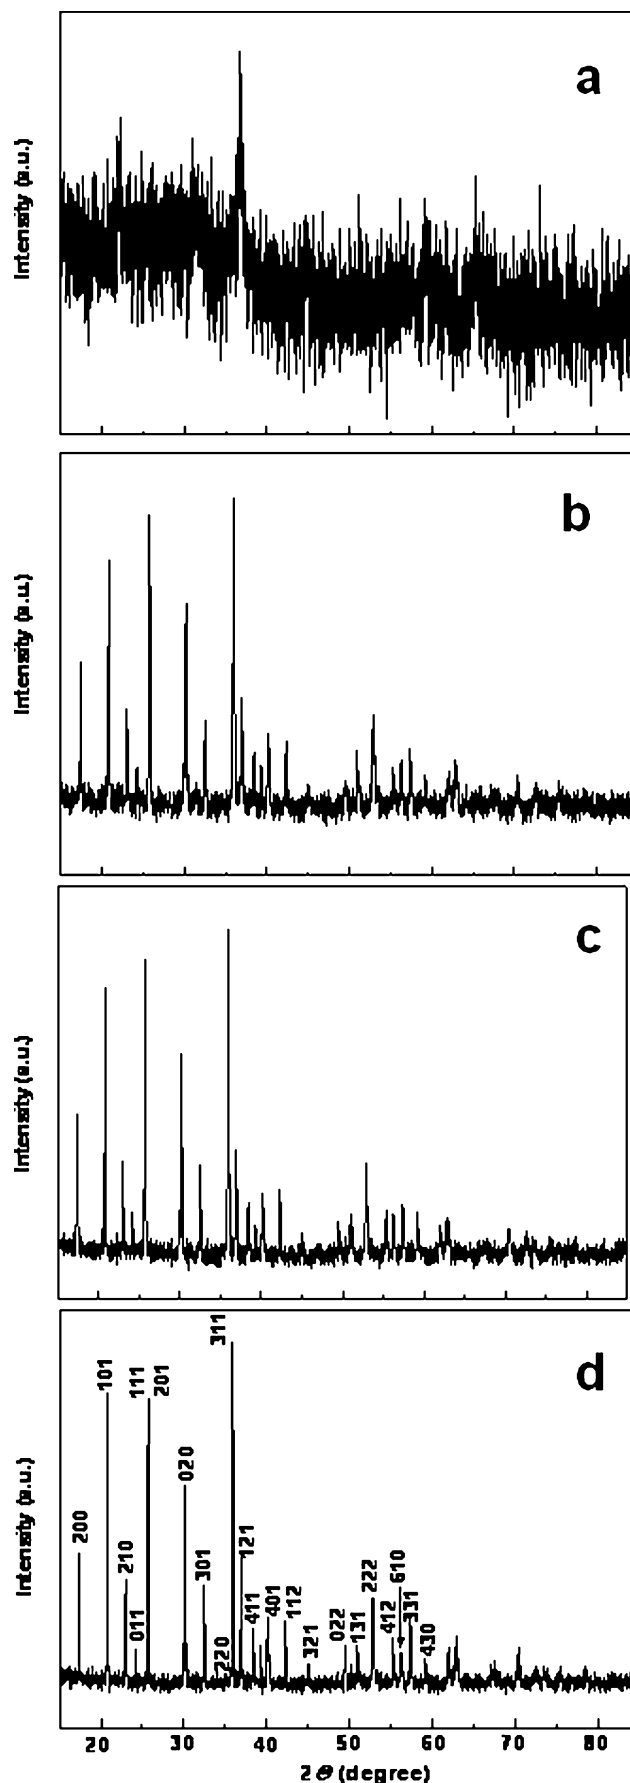 a
Intensity (a.u.)
b
Intensity (a.u.)
c
Intensity (a.u.)
d
Intensity (a.u.)
200
101
210
011
111
201
020
301
220
311
121
411
401
112
321
022
131
222
412
610
331
430
20 30 40 50 60 70 80
2θ (degree)